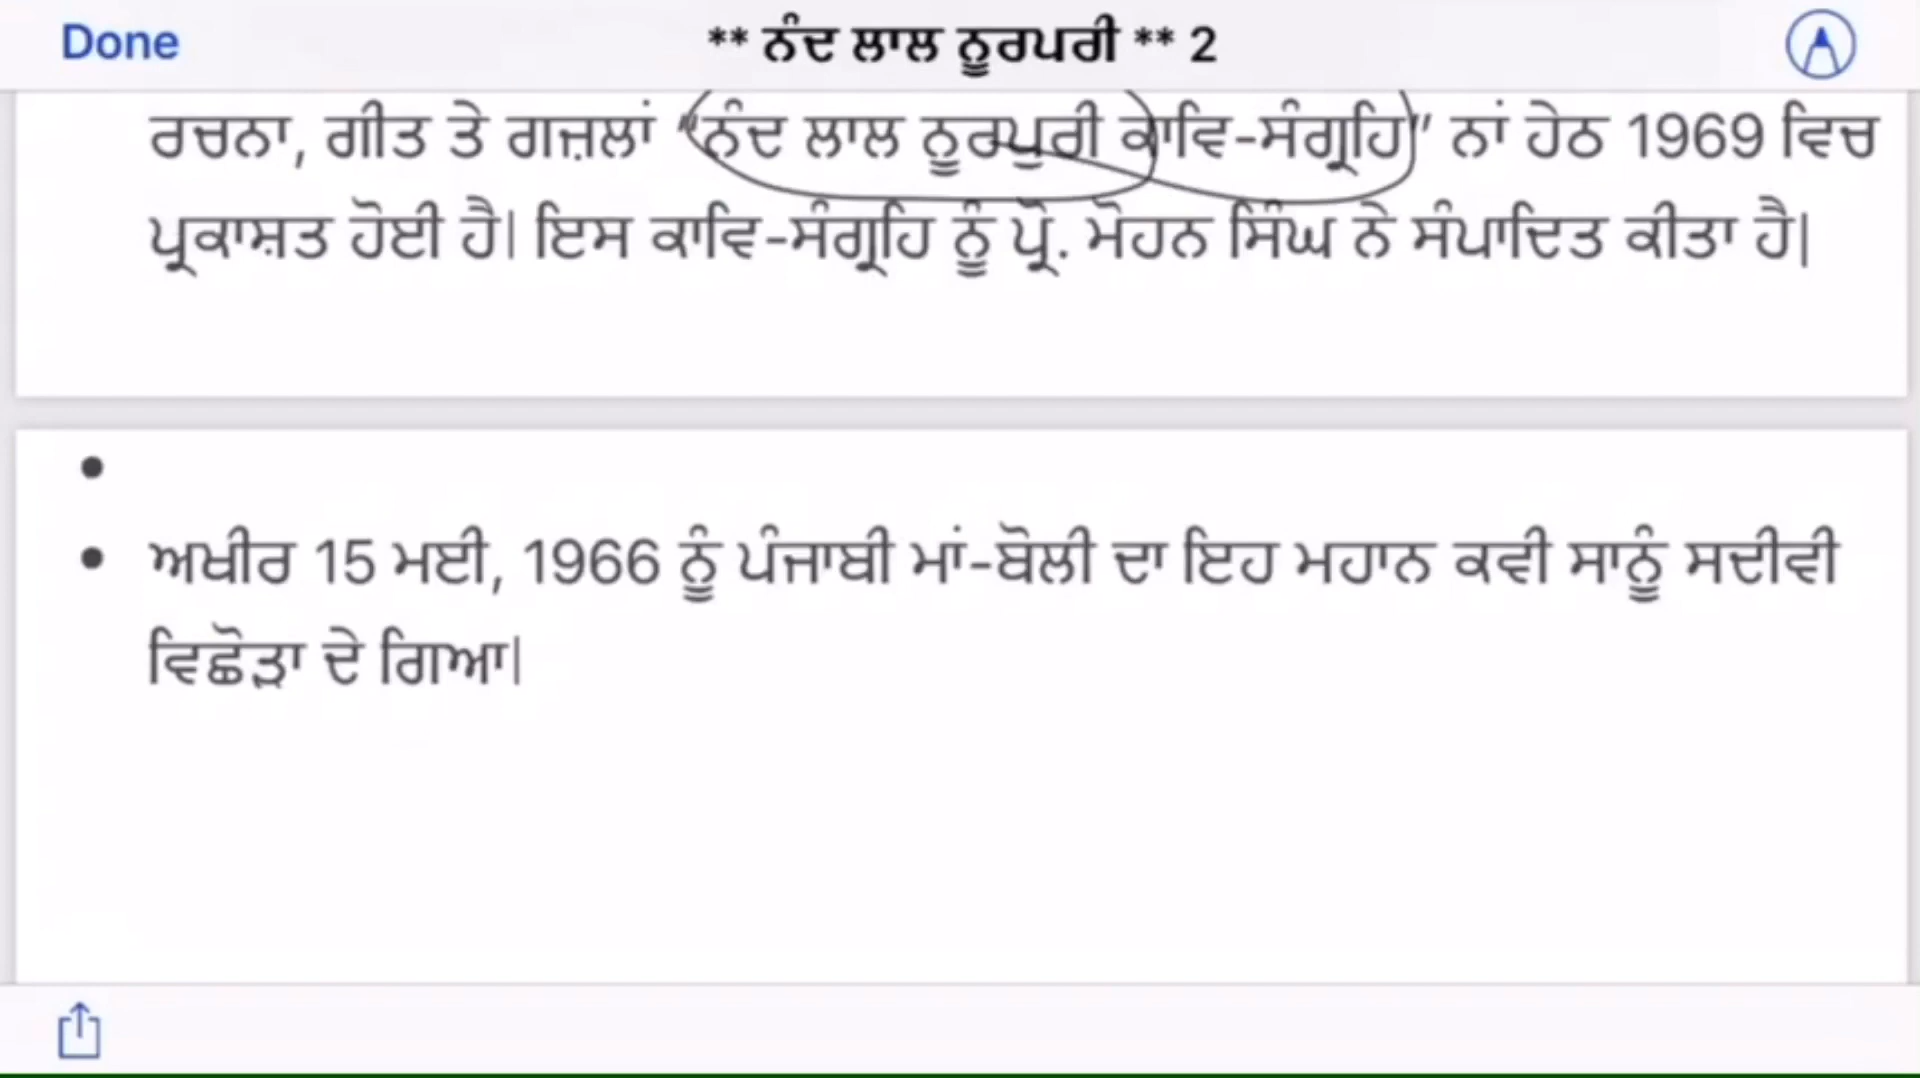 Done
** ਨੰਦ ਲਾਲ ਨੂਰਪਰੀ ** 2
ਰਚਨਾ, ਗੀਤ ਤੇ ਗਜ਼ਲਾਂ “ਨੰਦ ਲਾਲ ਨੂਰਪੁਰੀ ਕਾਵਿ-ਸੰਗ੍ਰਹਿ” ਨਾਂ ਹੇਠ 1969 ਵਿਚ
ਪ੍ਰਕਾਸ਼ਤ ਹੋਈ ਹੈ| ਇਸ ਕਾਵਿ-ਸੰਗ੍ਰਹਿ ਨੂੰ ਪ੍ਰੋ. ਮੋਹਨ ਸਿੰਘ ਨੇ ਸੰਪਾਦਿਤ ਕੀਤਾ ਹੈ|
• 
• ਅਖੀਰ 15 ਮਈ, 1966 ਨੂੰ ਪੰਜਾਬੀ ਮਾਂ-ਬੋਲੀ ਦਾ ਇਹ ਮਹਾਨ ਕਵੀ ਸਾਨੂੰ ਸਦੀਵੀ
ਵਿਛੋੜਾ ਦੇ ਗਿਆ|